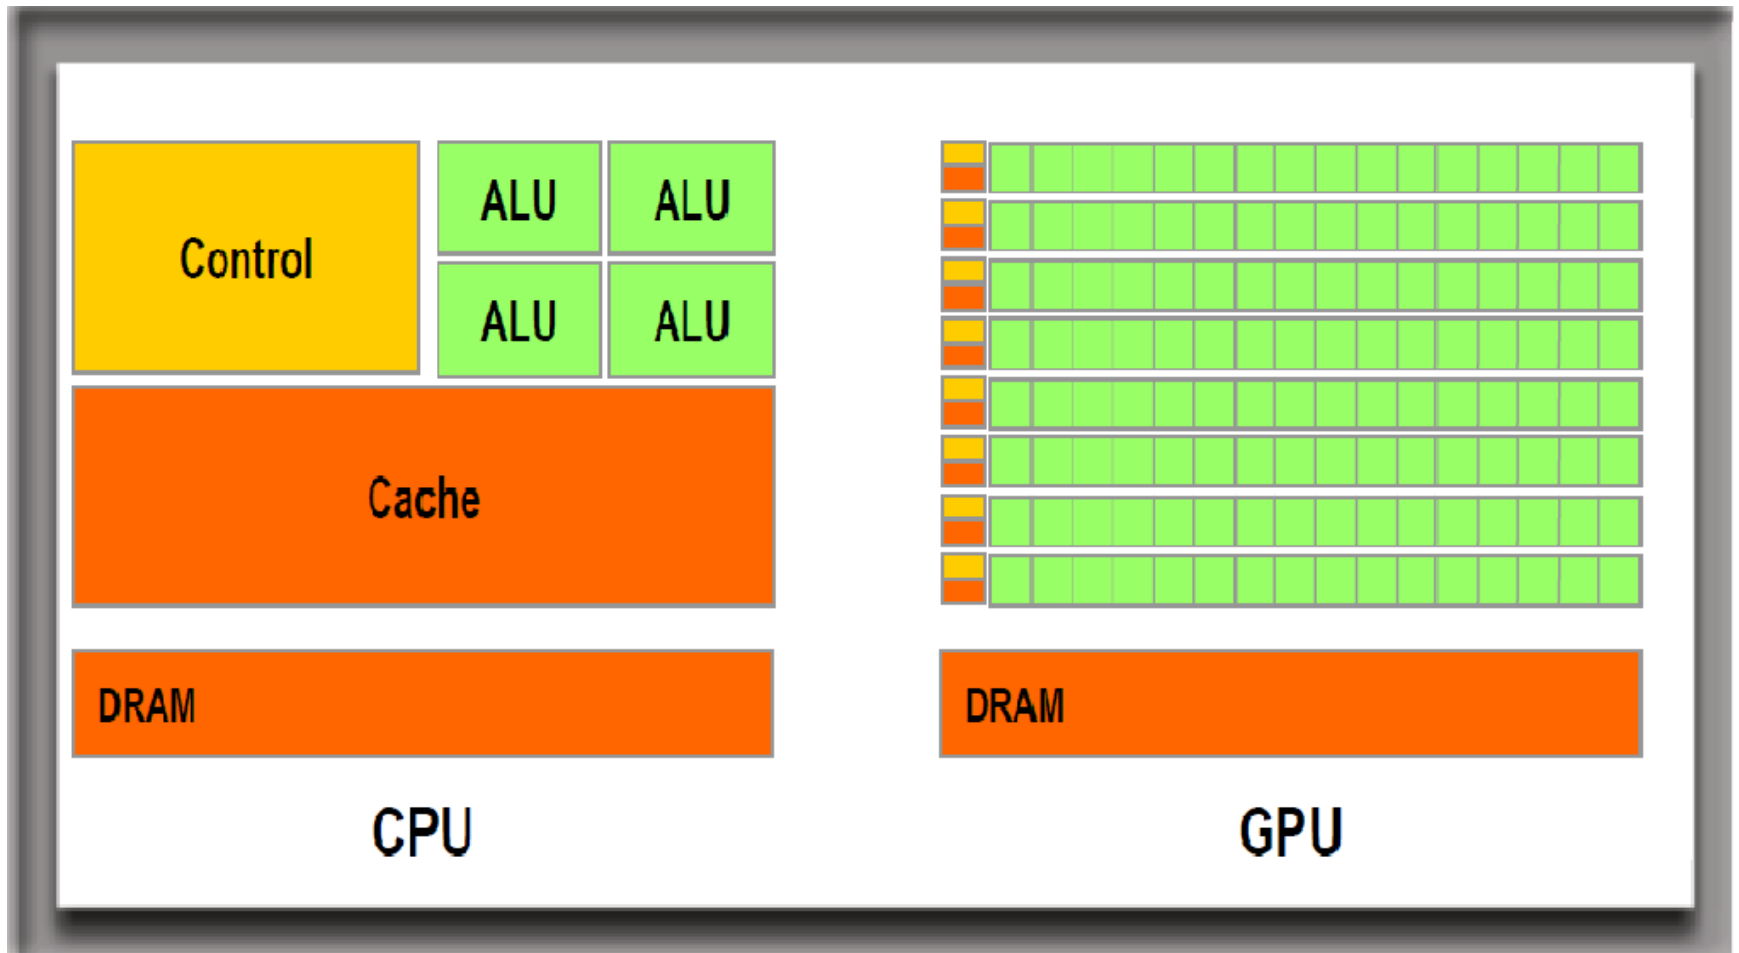 Control
ALU ALU
ALU ALU
Cache
DRAM
CPU
DRAM
GPU